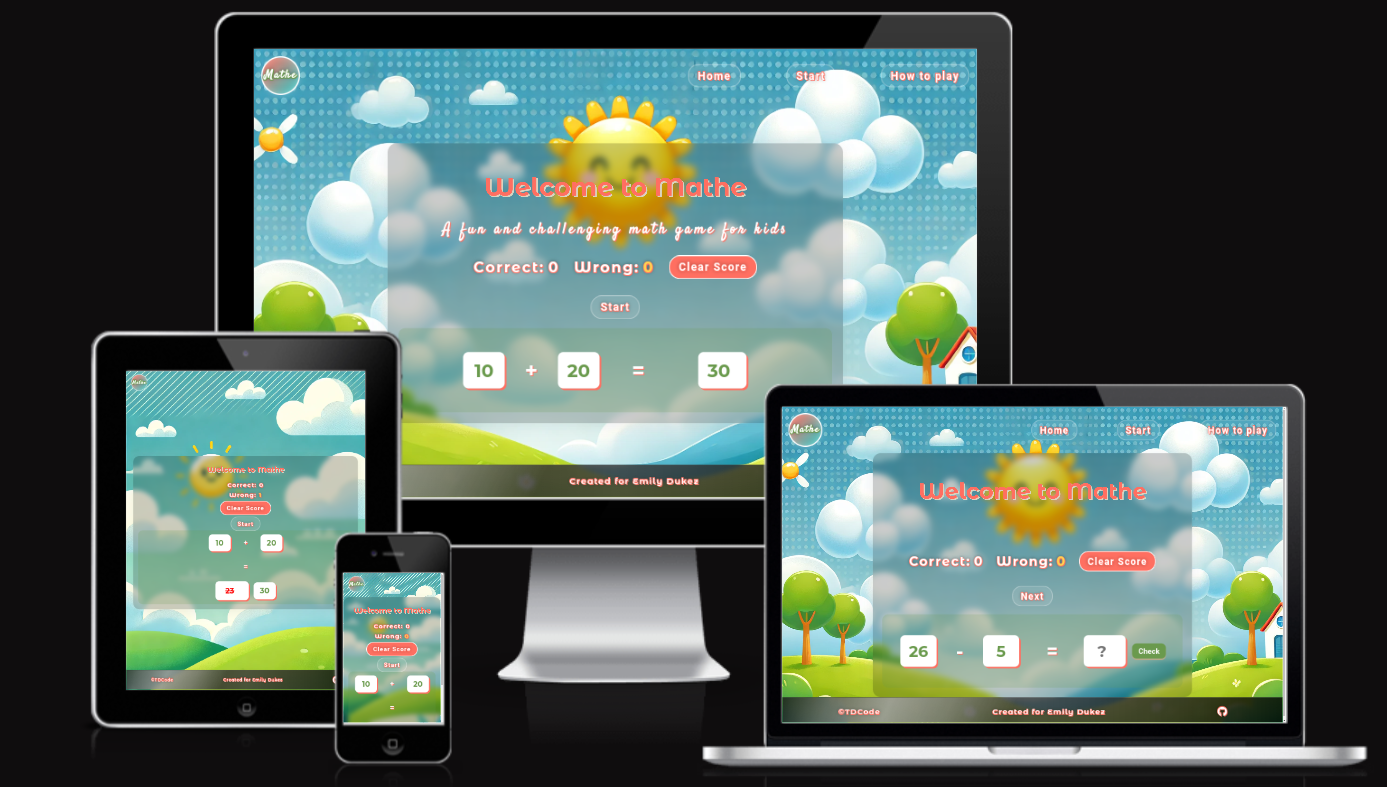 Mathe
Home Start How to play
Welcome to Mathe
A fun and challenging math game for kids
Correct: 0 Wrong: 0 Clear Score
Start
10 + 20 = 30
Created for Emily Dukez
Mathe
Welcome to Mathe
Correct: 0
Wrong: 1
Clear Score
Start
10 + 20
=
23 30
©TDCode Created for Emily Dukez
Mathe
Welcome to Mathe
Correct: 0
Wrong: 0
Clear Score
Start
10 + 20
=
Mathe
Home Start How to play
Welcome to Mathe
Correct: 0 Wrong: 0 Clear Score
Next
26 - 5 = ? Check
©TDCode Created for Emily Dukez